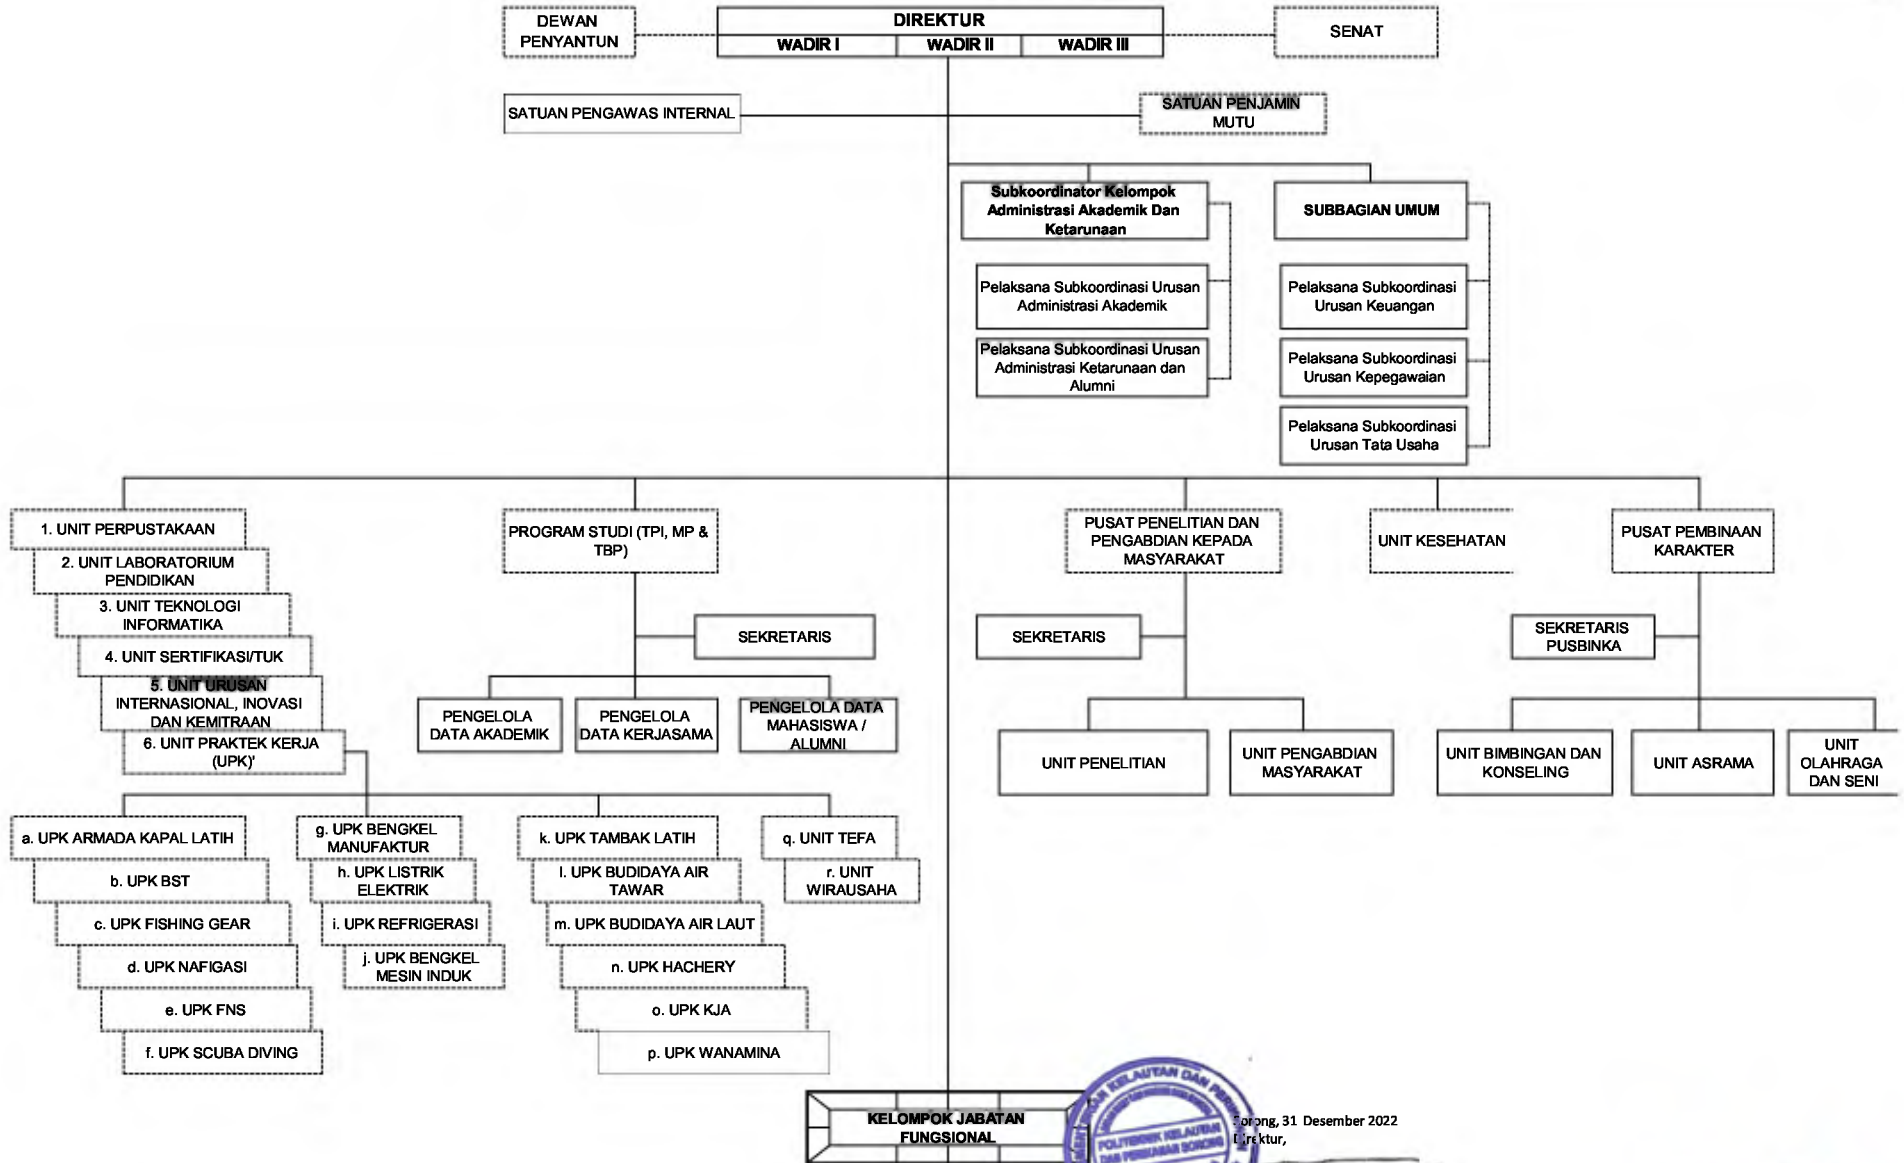 DEWAN
PENYANTUN
DIREKTUR
WADIR I
WADIR II
WADIR III
SENAT
SATUAN PENGAWAS INTERNAL
SATUAN PENJAMIN
MUTU
Subkoordinator Kelompok
Administrasi Akademik Dan
Ketarunaan
SUBBAGIAN UMUM
Pelaksana Subkoordinasi Urusan
Administrasi Akademik
Pelaksana Subkoordinasi
Urusan Keuangan
Pelaksana Subkoordinasi Urusan
Administrasi Ketarunaan dan
Alumni
Pelaksana Subkoordinasi
Urusan Kepegawaian
Pelaksana Subkoordinasi
Urusan Tata Usaha
1. UNIT PERPUSTAKAAN
2. UNIT LABORATORIUM
PENDIDIKAN
3. UNIT TEKNOLOGI
INFORMATIKA
4. UNIT SERTIFIKASI/TUK
5. UNIT URUSAN
INTERNASIONAL, INOVASI
DAN KEMITRAAN
6. UNIT PRAKTEK KERJA
(UPK)'
PROGRAM STUDI (TPI, MP &
TBP)
SEKRETARIS
PENGELOLA
DATA AKADEMIK
PENGELOLA
DATA KERJASAMA
PENGELOLA DATA
MAHASISWA /
ALUMNI
PUSAT PENELITIAN DAN
PENGABDIAN KEPADA
MASYARAKAT
SEKRETARIS
UNIT PENELITIAN
UNIT PENGABDIAN
MASYARAKAT
UNIT KESEHATAN
PUSAT PEMBINAAN
KARAKTER
SEKRETARIS
PUSBINKA
UNIT BIMBINGAN DAN
KONSELING
UNIT ASRAMA
UNIT
OLAHRAGA
DAN SENI
a. UPK ARMADA KAPAL LATIH
b. UPK BST
c. UPK FISHING GEAR
d. UPK NAFIGASI
e. UPK FNS
f. UPK SCUBA DIVING
g. UPK BENGKEL
MANUFAKTUR
h. UPK LISTRIK
ELEKTRIK
i. UPK REFRIGERASI
j. UPK BENGKEL
MESIN INDUK
k. UPK TAMBAK LATIH
l. UPK BUDIDAYA AIR
TAWAR
m. UPK BUDIDAYA AIR LAUT
n. UPK HACHERY
o. UPK KJA
p. UPK WANAMINA
q. UNIT TEFA
r. UNIT
WIRAUSAHA
KELOMPOK JABATAN
FUNGSIONAL
KELAUTAN DAN
POLITEKNIK KELAUTAN
DAN PERIKANAN SORONG
Sorong, 31 Desember 2022
Direktur,